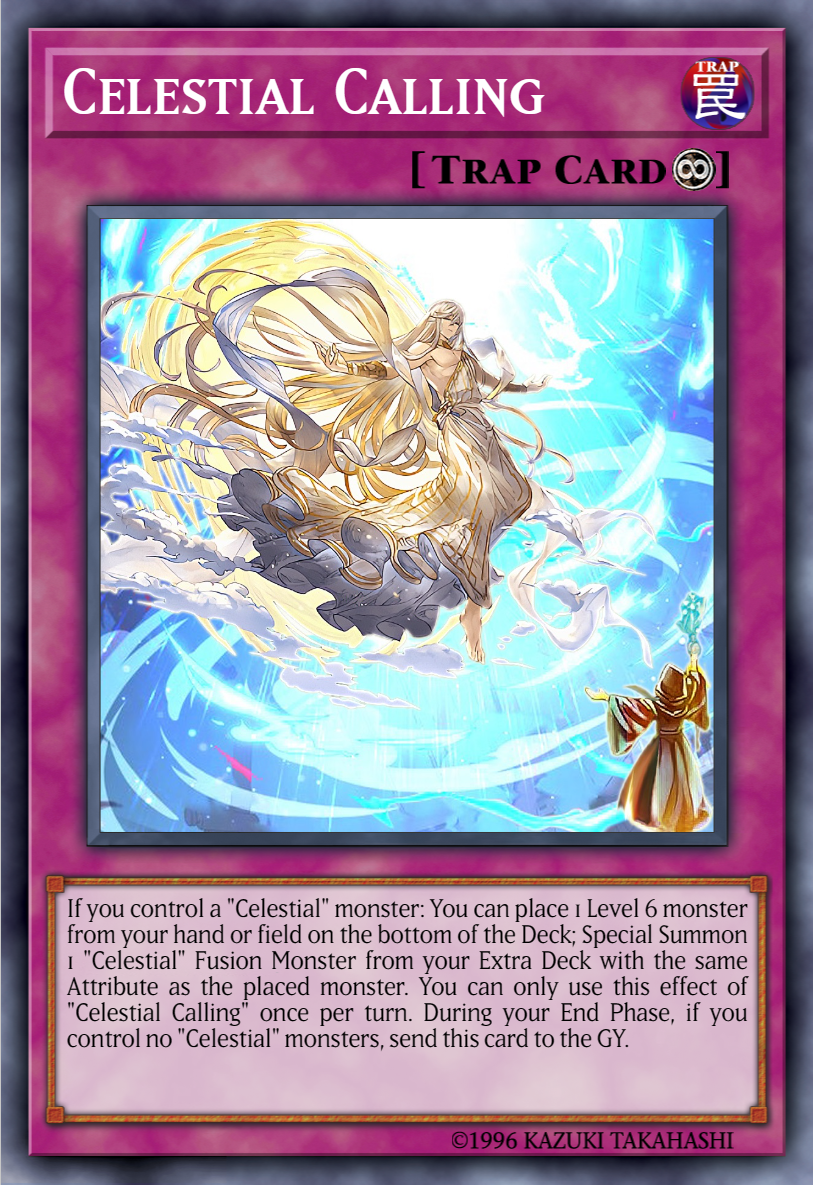 Celestial Calling
TRAP
罠
[Trap Card∞]
If you control a "Celestial" monster: You can place 1 Level 6 monster
from your hand or field on the bottom of the Deck; Special Summon
1 "Celestial" Fusion Monster from your Extra Deck with the same
Attribute as the placed monster. You can only use this effect of
"Celestial Calling" once per turn. During your End Phase, if you
control no "Celestial" monsters, send this card to the GY.
©1996 KAZUKI TAKAHASHI